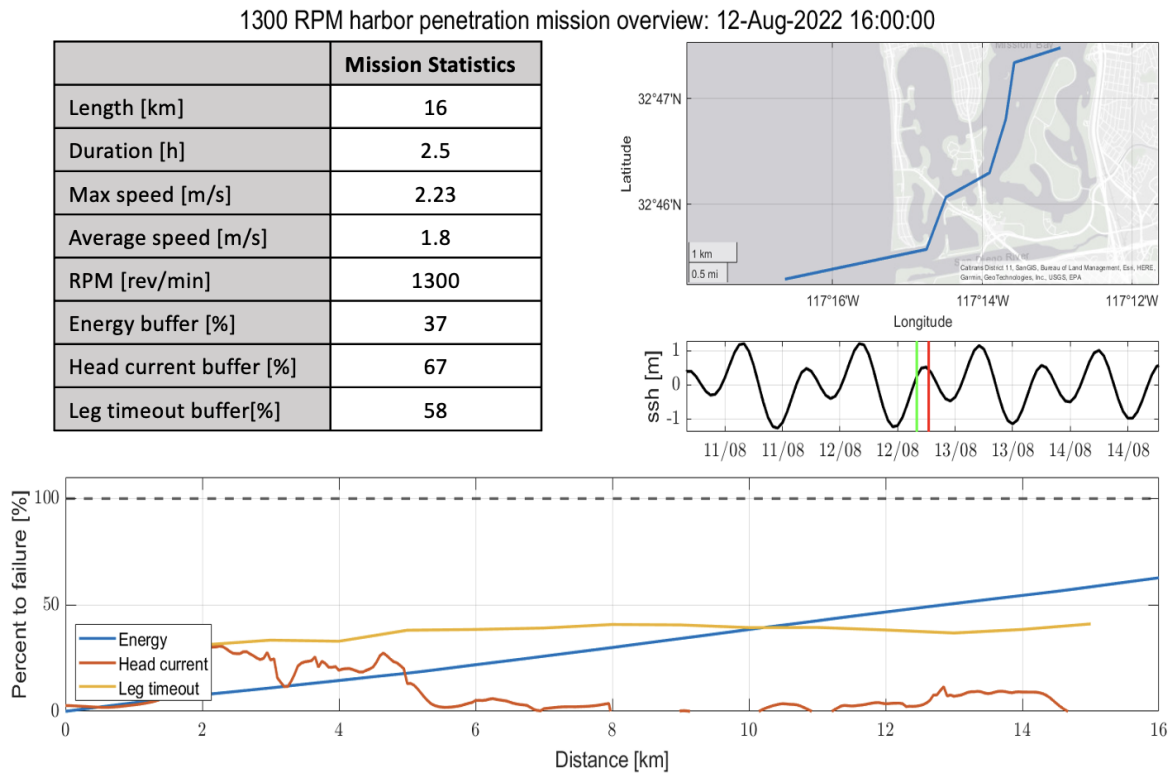 1300 RPM harbor penetration mission overview: 12-Aug-2022 16:00:00
Mission Statistics
Length [km] 16
Duration [h] 2.5
Max speed [m/s] 2.23
Average speed [m/s] 1.8
RPM [rev/min] 1300
Energy buffer [%] 37
Head current buffer [%] 67
Leg timeout buffer[%] 58
Mission Bay
32°47'N
Latitude
32°46'N
1 km
0.5 mi
San Diego River
Caltrans District 11, SanGIS, Bureau of Land Management, Esri, HERE,
Garmin, GeoTechnologies, Inc., USGS, EPA
117°16'W 117°14'W 117°12'W
Longitude
ssh [m]
1
0
-1
11/08 11/08 12/08 12/08 13/08 13/08 14/08 14/08
Percent to failure [%]
100
50
0
Energy
Head current
Leg timeout
0 2 4 6 8 10 12 14 16
Distance [km]